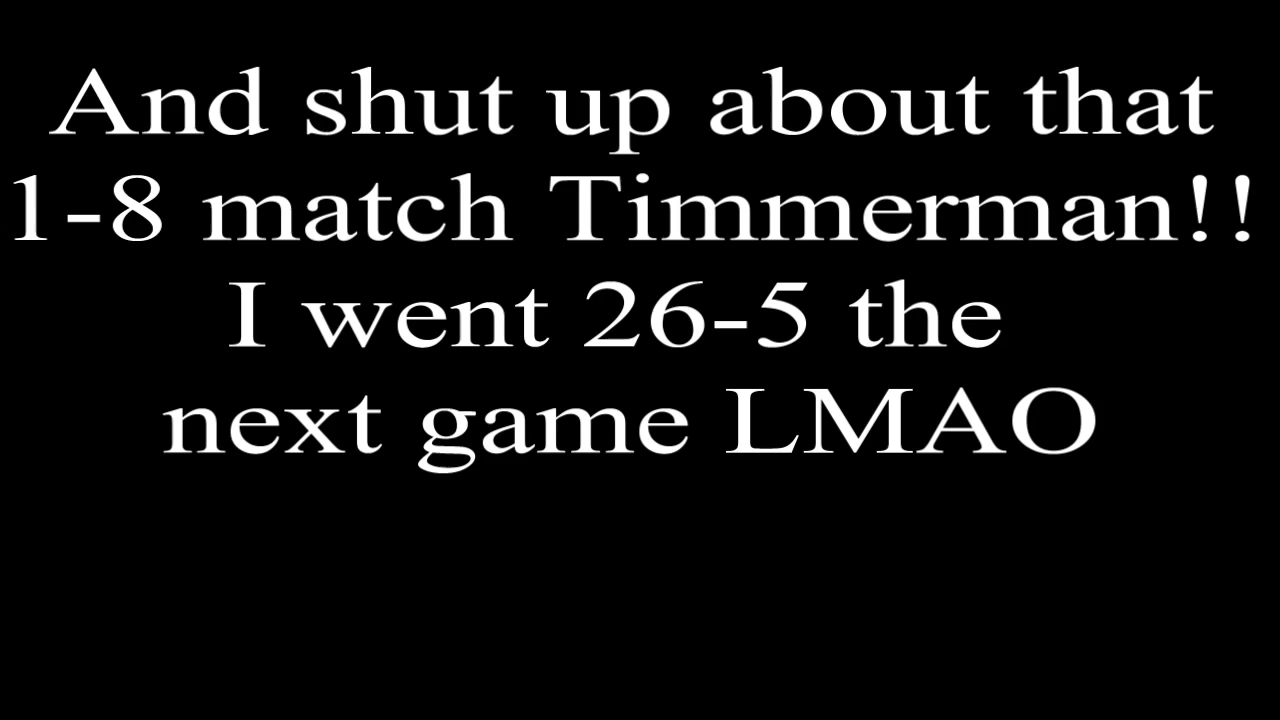 And shut up about that
1-8 match Timmerman!!
I went 26-5 the
next game LMAO